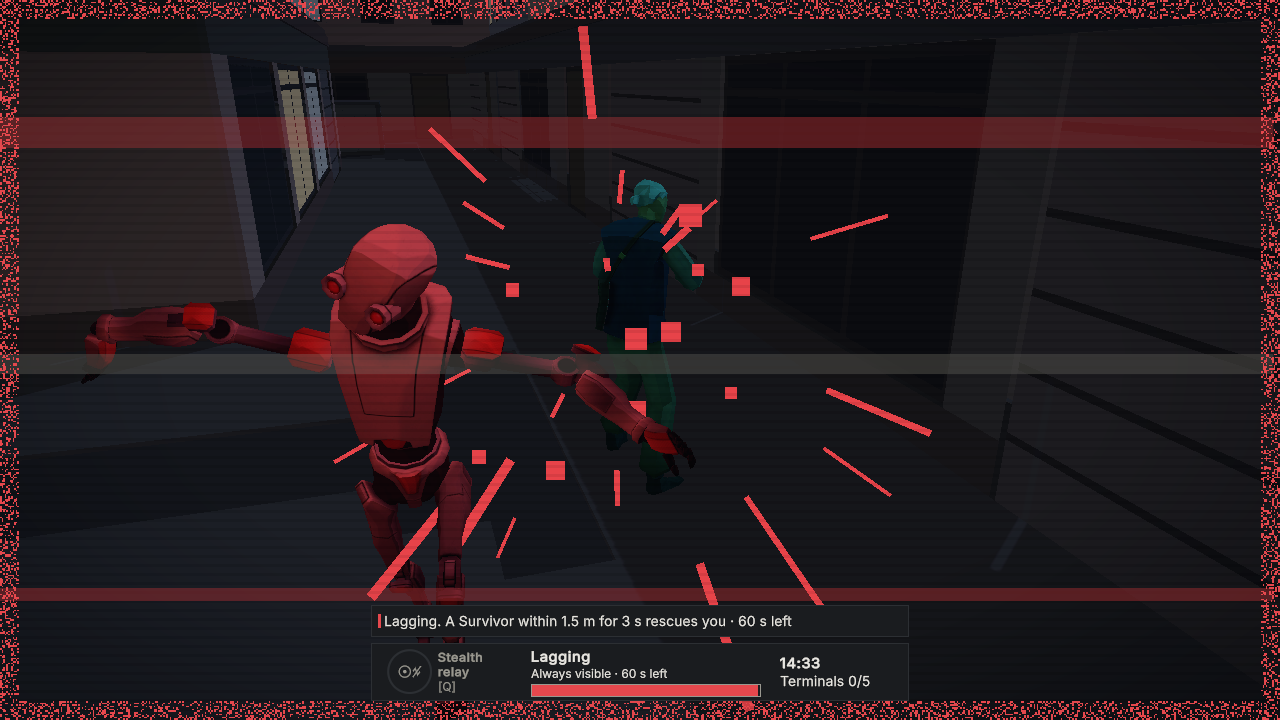 Lagging. A Survivor within 1.5 m for 3 s rescues you · 60 s left
Stealth
relay
[Q]
Lagging
Always visible · 60 s left
14:33
Terminals 0/5